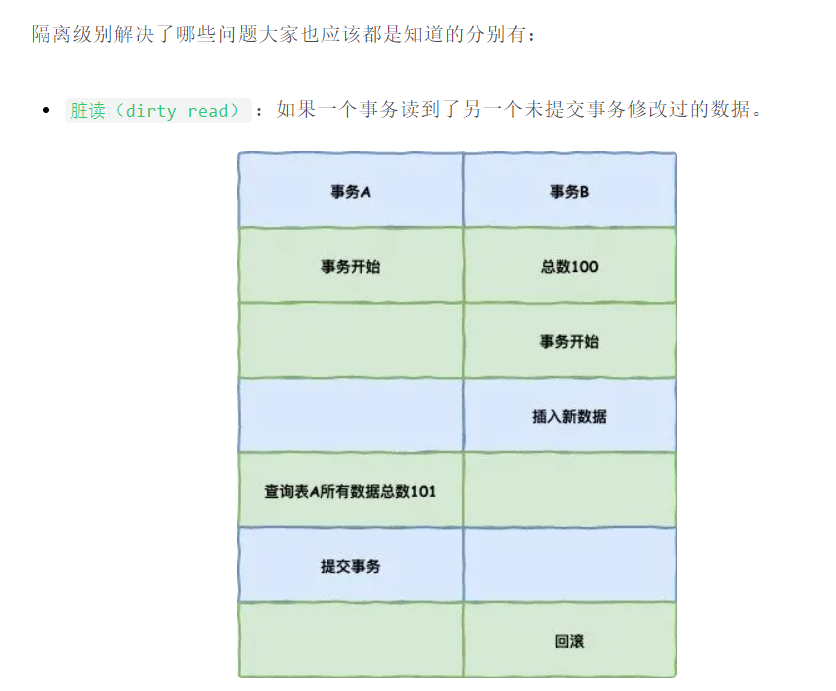 隔离级别解决了哪些问题大家也应该都是知道的分别有：
脏读（dirty read）：如果一个事务读到了另一个未提交事务修改过的数据。
事务A 事务B
事务开始 总数100
事务开始
插入新数据
查询表A所有数据总数101
提交事务
回滚